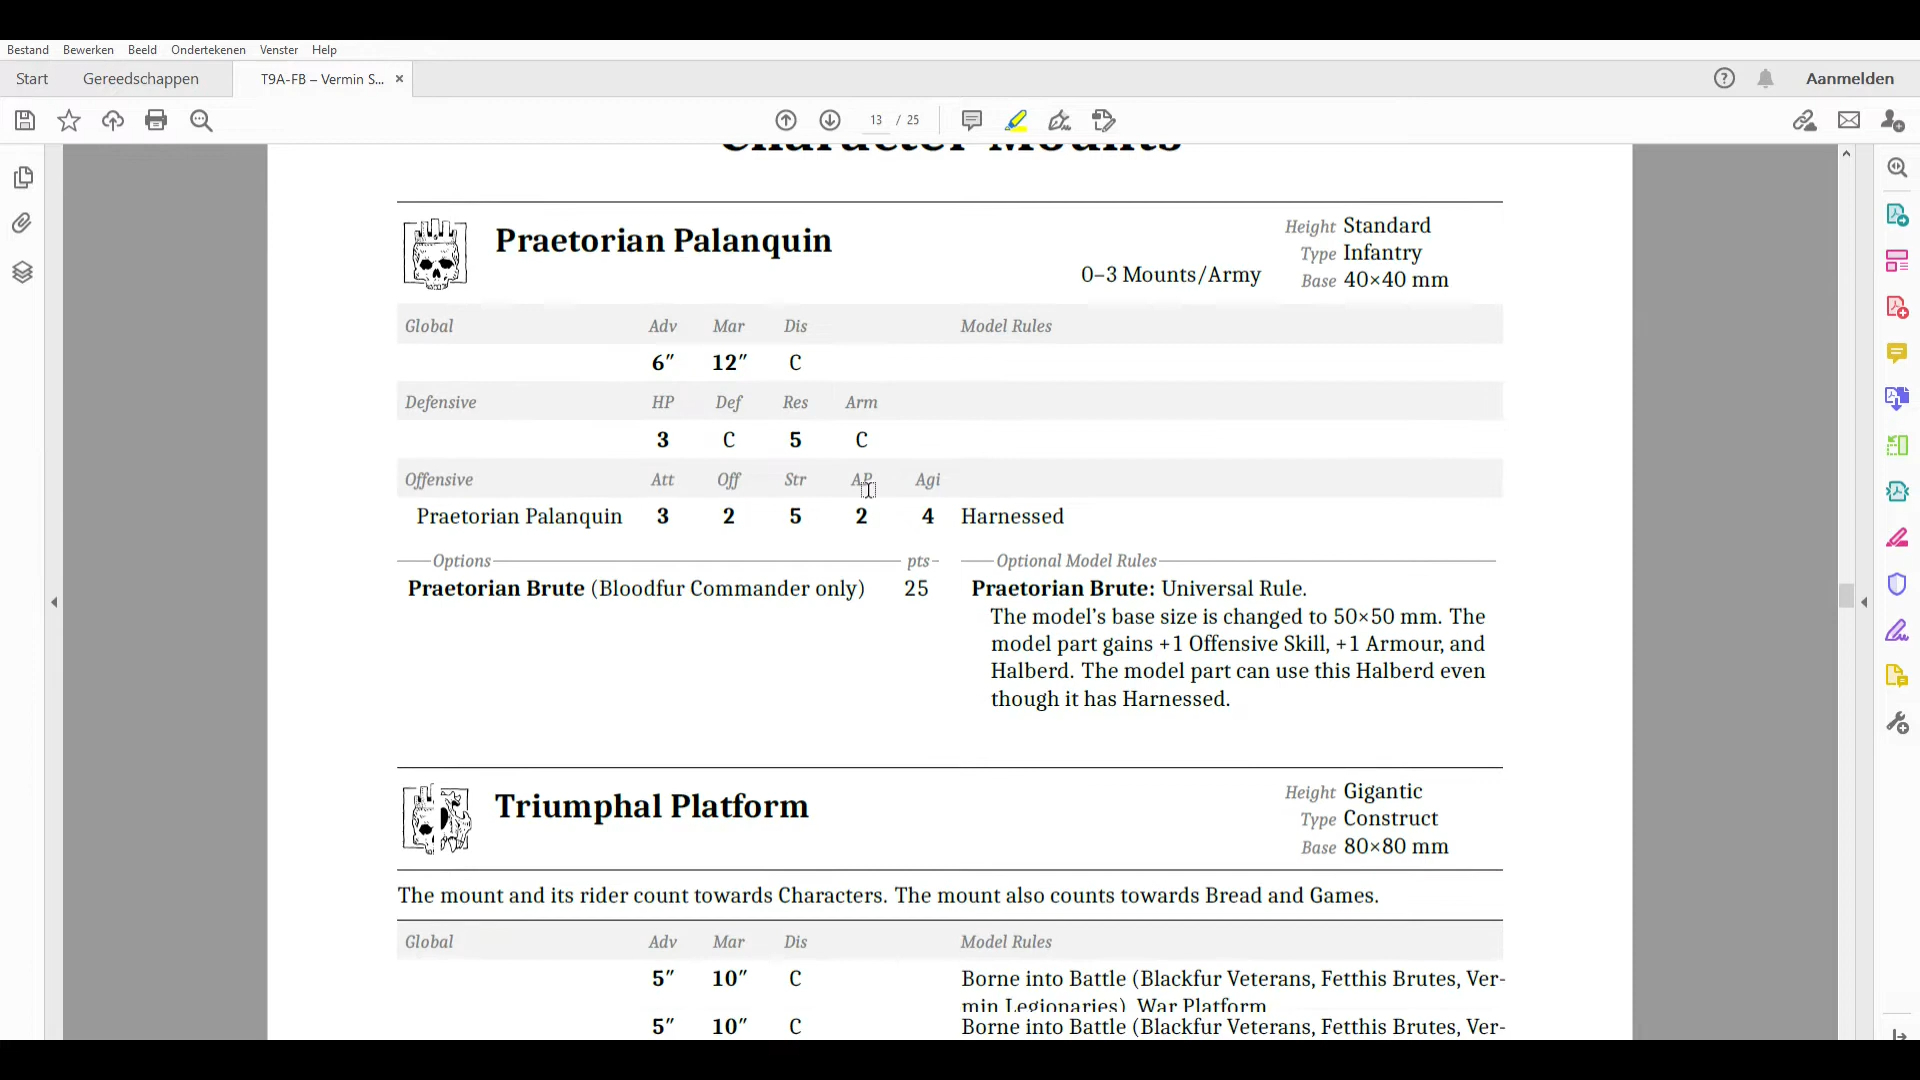 Bestand Bewerken Beeld Ondertekenen Venster Help
Start Gereedschappen T9A-FB – Vermin S... × Aanmelden
13 / 25
Character Mounts
Praetorian Palanquin
0–3 Mounts/Army
Height Standard
Type Infantry
Base 40×40 mm
Global Adv Mar Dis Model Rules
6″ 12″ C
Defensive HP Def Res Arm
3 C 5 C
Offensive Att Off Str AP Agi
Praetorian Palanquin 3 2 5 2 4 Harnessed
Options pts
Praetorian Brute (Bloodfur Commander only) 25
Optional Model Rules
Praetorian Brute: Universal Rule.
The model’s base size is changed to 50×50 mm. The
model part gains +1 Offensive Skill, +1 Armour, and
Halberd. The model part can use this Halberd even
though it has Harnessed.
Triumphal Platform
Height Gigantic
Type Construct
Base 80×80 mm
The mount and its rider count towards Characters. The mount also counts towards Bread and Games.
Global Adv Mar Dis Model Rules
5″ 10″ C Borne into Battle (Blackfur Veterans, Fetthis Brutes, Ver-
min Legionaries) War Platform
5″ 10″ C Borne into Battle (Blackfur Veterans, Fetthis Brutes, Ver-